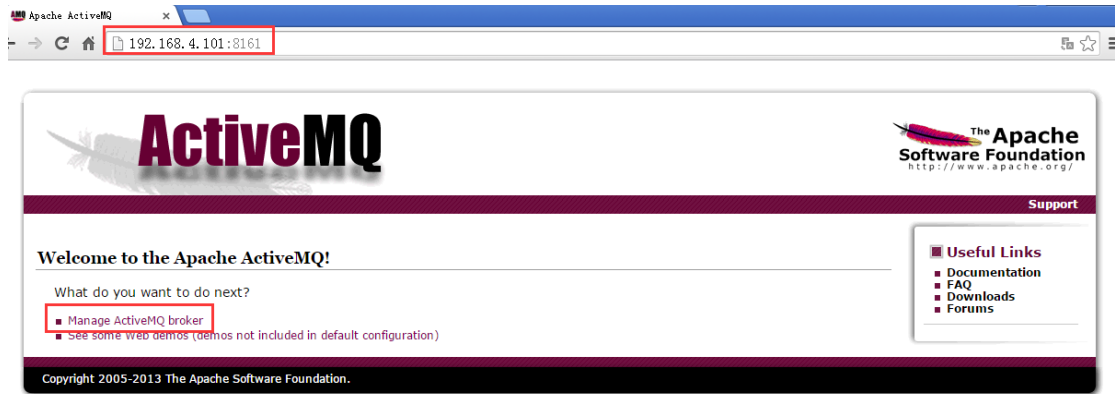 AMQ Apache ActiveMQ x
192.168.4.101:8161
ActiveMQ
The Apache
Software Foundation
http://www.apache.org/
Support
Welcome to the Apache ActiveMQ!
What do you want to do next?
Manage ActiveMQ broker
See some Web demos (demos not included in default configuration)
Useful Links
Documentation
FAQ
Downloads
Forums
Copyright 2005-2013 The Apache Software Foundation.